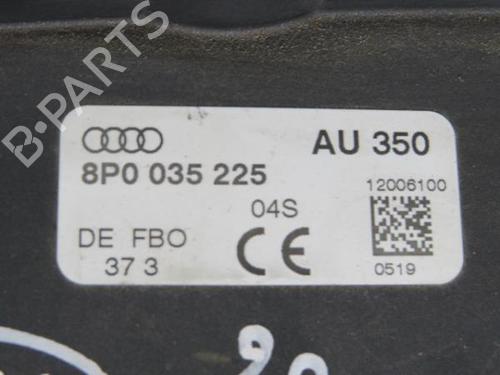 B-PARTS
AU 350
8P0 035 225
12006100
04S
DE FBO
37 3
CE
0519